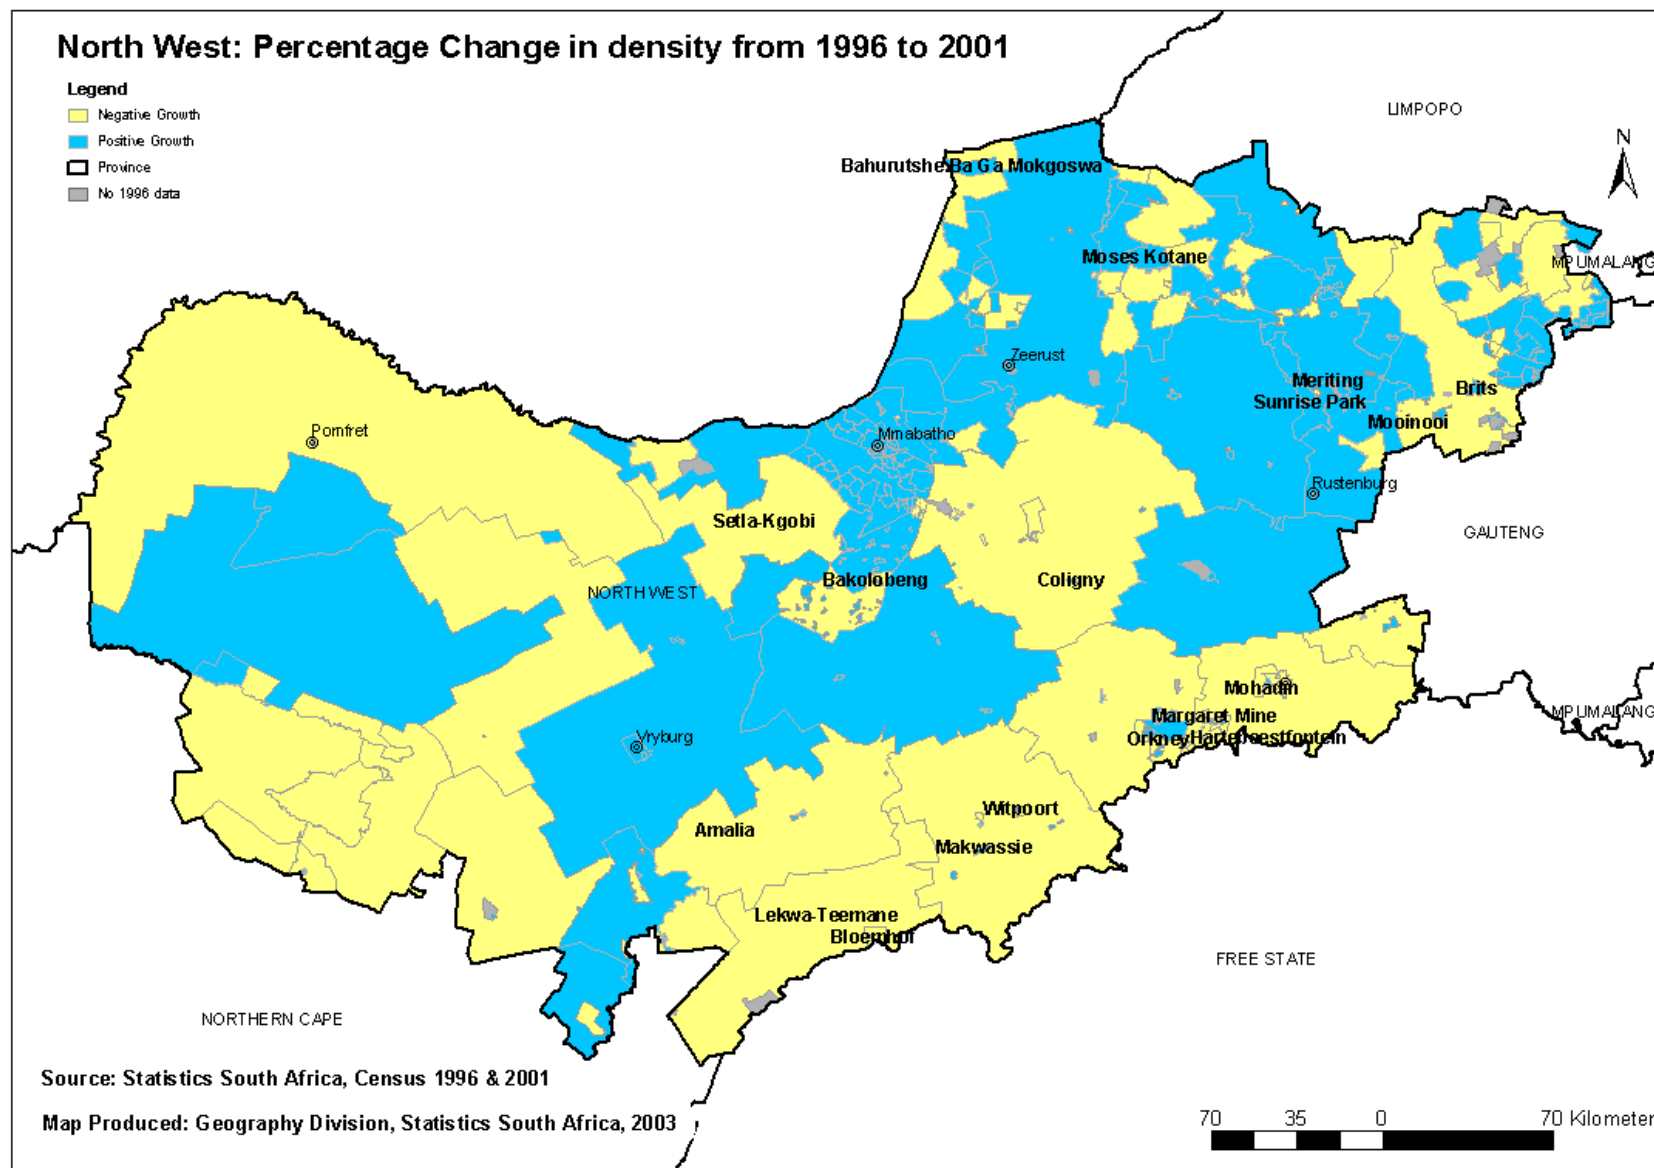 North West: Percentage Change in density from 1996 to 2001
Legend
Negative Growth
Positive Growth
Province
No 1996 data
LIMPOPO
N
Bahurutshe Ba Ga Mokgoswa
Moses Kotane
MPUMALANG
Zeerust
Meriting
Sunrise Park
Brits
Mooinooi
Pomfret
Mmabatho
Rustenburg
Setla-Kgobi
GAUTENG
Bakolobeng
Coligny
NORTH WEST
Mohadin
Margaret Mine
MPUMALANG
Orkney
Hartebeestfontein
Vryburg
Witpoort
Amalia
Makwassie
Lekwa-Teemane
Bloemhof
FREE STATE
NORTHERN CAPE
Source: Statistics South Africa, Census 1996 & 2001
Map Produced: Geography Division, Statistics South Africa, 2003
70 35 0 70 Kilometer